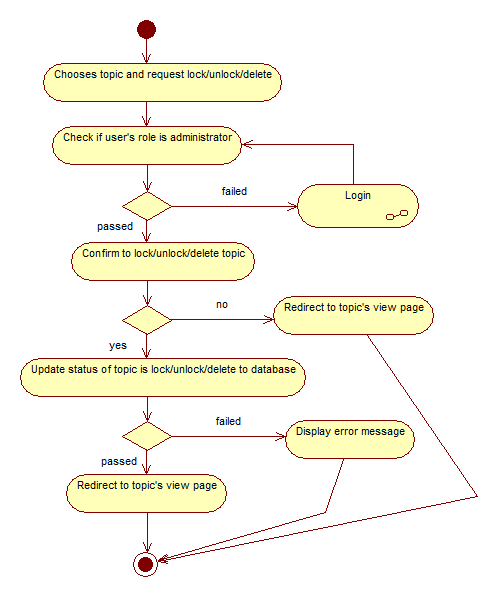 Chooses topic and request lock/unlock/delete
Check if user's role is administrator
failed
Login
passed
Confirm to lock/unlock/delete topic
no
Redirect to topic's view page
yes
Update status of topic is lock/unlock/delete to database
failed
Display error message
passed
Redirect to topic's view page